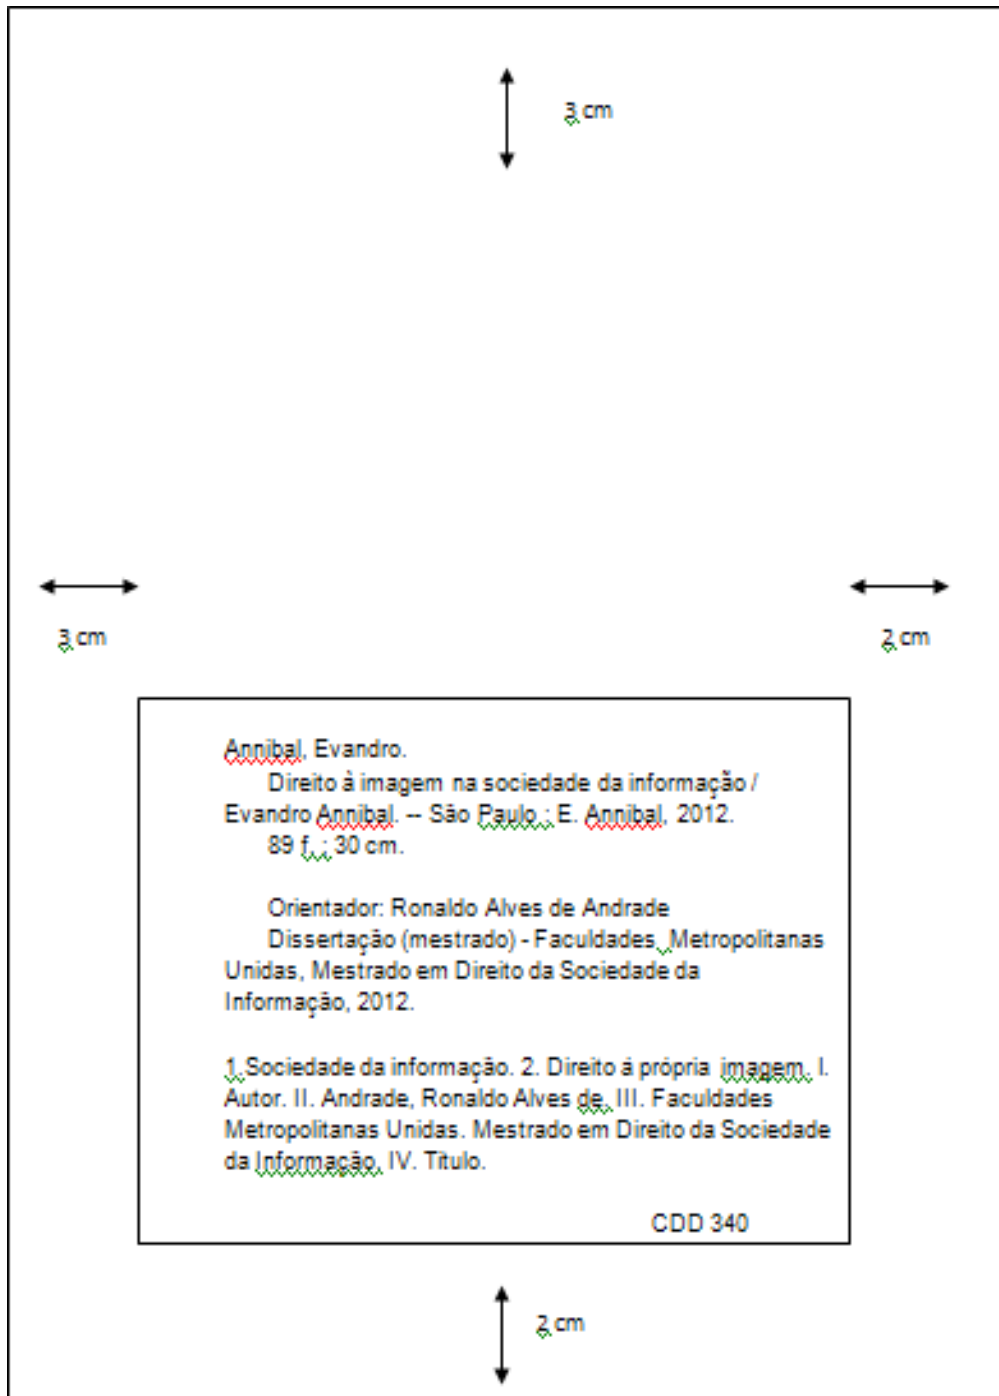 3 cm
3 cm
2 cm
Annibal, Evandro.
Direito à imagem na sociedade da informação /
Evandro Annibal. -- São Paulo ; E. Annibal, 2012.
89 f. ; 30 cm.
Orientador: Ronaldo Alves de Andrade
Dissertação (mestrado) - Faculdades Metropolitanas
Unidas, Mestrado em Direito da Sociedade da
Informação, 2012.
1.Sociedade da informação. 2. Direito á própria imagem. I.
Autor. II. Andrade, Ronaldo Alves de. III. Faculdades
Metropolitanas Unidas. Mestrado em Direito da Sociedade
da Informação. IV. Título.
CDD 340
2 cm